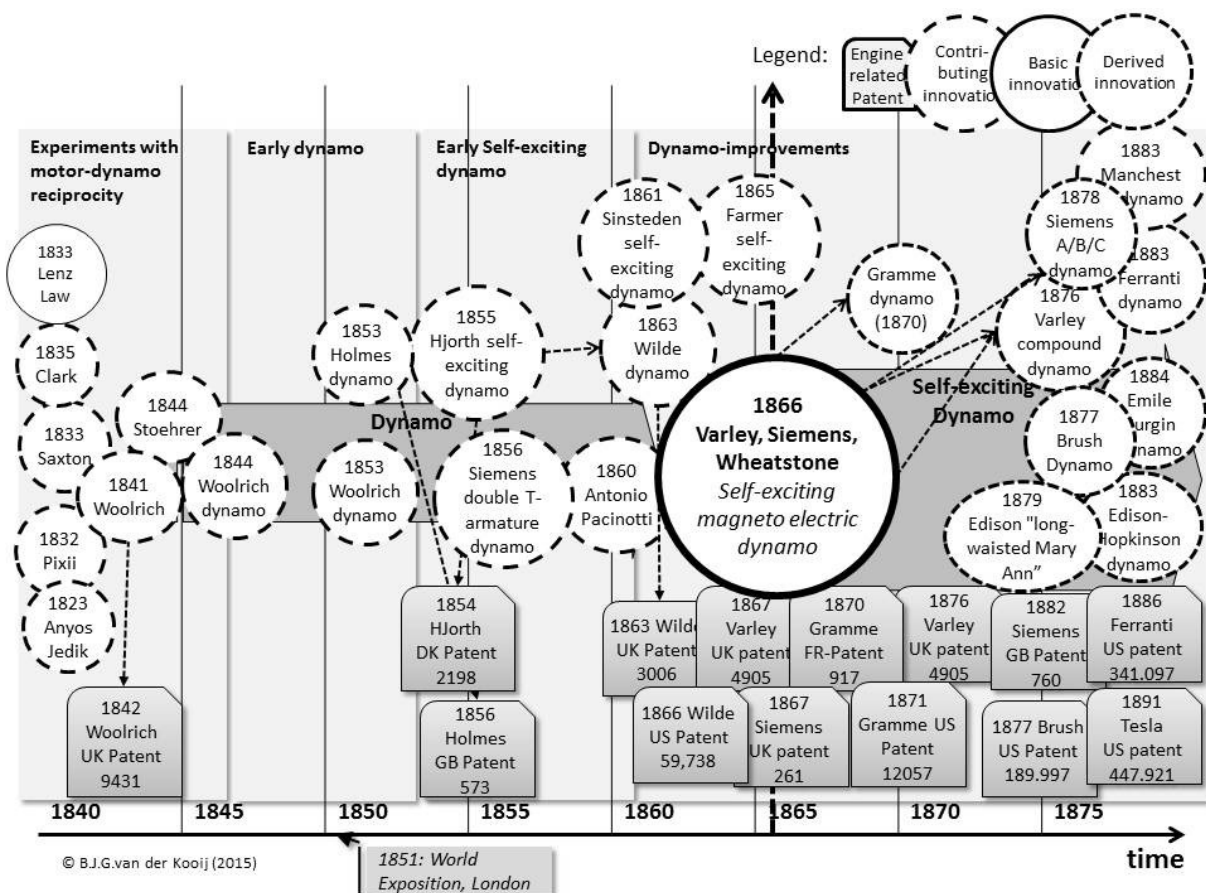 Legend:
Engine
related
Patent
Contri-
buting
innovation
Basic
innovation
Derived
innovation
Experiments with
motor-dynamo
reciprocity
Early dynamo
Early Self-exciting
dynamo
Dynamo-improvements
1833
Lenz
Law
1835
Clark
1833
Saxton
1832
Pixii
1823
Anyos
Jedik
1844
Stoehrer
1841
Woolrich
1844
Woolrich
dynamo
1853
Holmes
dynamo
1853
Woolrich
dynamo
Dynamo
1855
Hjorth self-
exciting
dynamo
1856
Siemens
double T-
armature
dynamo
1861
Sinsteden
self-
exciting
dynamo
1863
Wilde
dynamo
1860
Antonio
Pacinotti
1865
Farmer
self-
exciting
dynamo
1866
Varley, Siemens,
Wheatstone
Self-exciting
magneto electric
dynamo
Gramme
dynamo
(1870)
Self-exciting
Dynamo
1883
Manchest
dynamo
1878
Siemens
A/B/C
dynamo
1883
Ferranti
dynamo
1876
Varley
compound
dynamo
1884
Emile
urgin
dynamo
1877
Brush
Dynamo
1879
Edison "long-
waisted Mary
Ann”
1883
Edison-
Hopkinson
dynamo
1842
Woolrich
UK Patent
9431
1854
HJorth
DK Patent
2198
1856
Holmes
GB Patent
573
1863 Wilde
UK Patent
3006
1866 Wilde
US Patent
59,738
1867
Varley
UK patent
4905
1867
Siemens
UK patent
261
1870
Gramme
FR-Patent
917
1871
Gramme US
Patent
12057
1876
Varley
UK patent
4905
1882
Siemens
GB Patent
760
1877 Brush
US Patent
189.997
1886
Ferranti
US patent
341.097
1891
Tesla
US patent
447.921
1840
1845
1850
1855
1860
1865
1870
1875
time
© B.J.G.van der Kooij (2015)
1851: World
Exposition, London